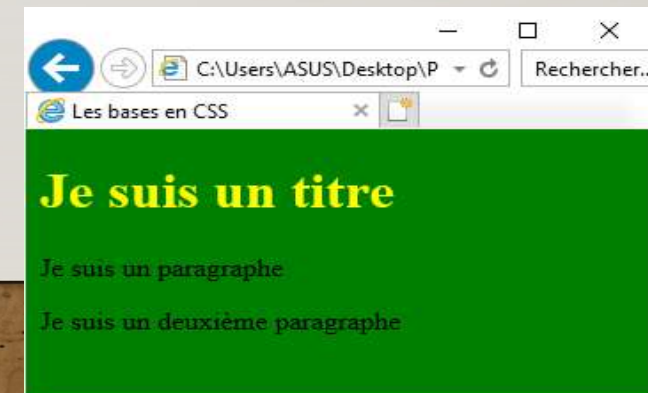 C:\Users\ASUS\Desktop\P
Rechercher..
Les bases en CSS
Je suis un titre
Je suis un paragraphe
Je suis un deuxième paragraphe